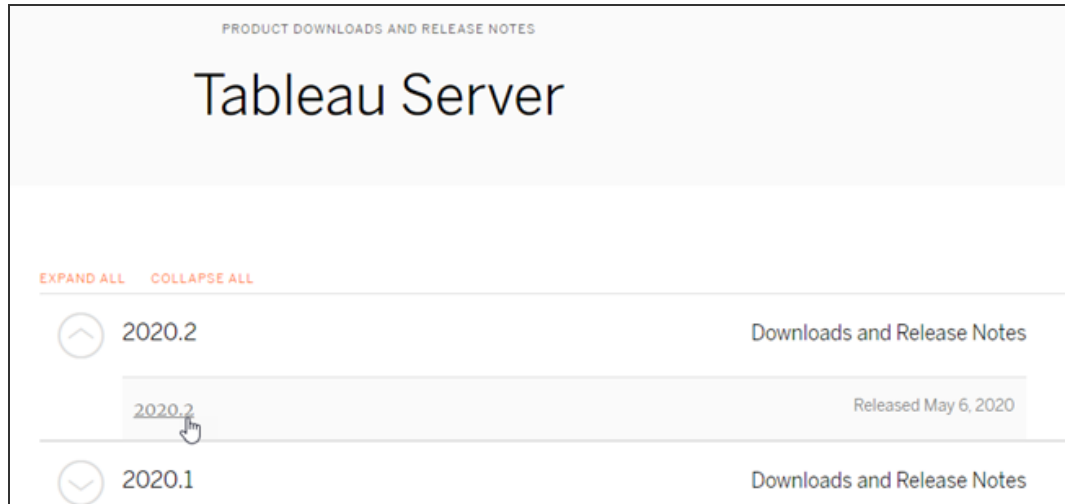 PRODUCT DOWNLOADS AND RELEASE NOTES
Tableau Server
EXPAND ALL COLLAPSE ALL
2020.2 Downloads and Release Notes
2020.2 Released May 6, 2020
2020.1 Downloads and Release Notes